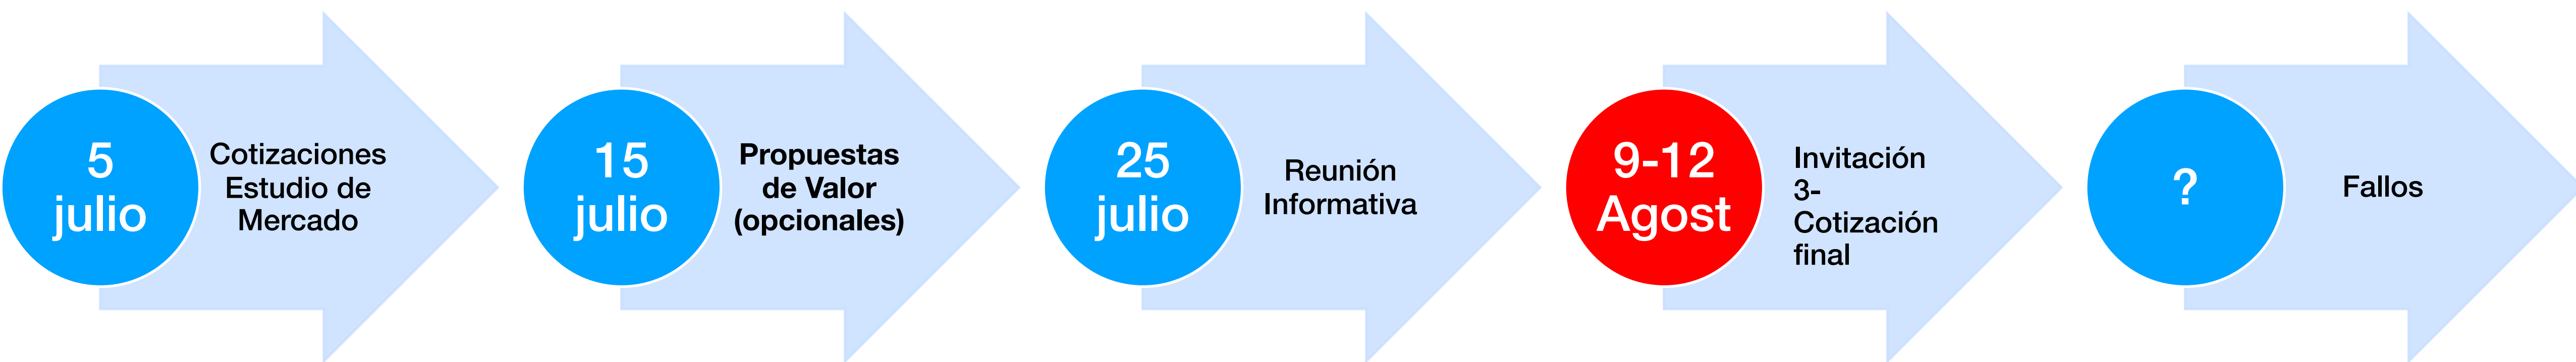 5
julio
Cotizaciones
Estudio de
Mercado
15
julio
Propuestas
de Valor
(opcionales)
25
julio
Reunión
Informativa
9-12
Agost
Invitación
3-
Cotización
final
?
Fallos